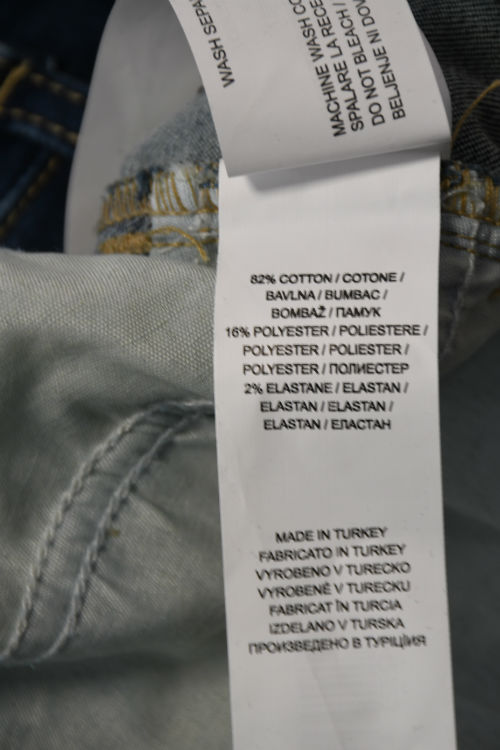 WASH SEPA
MACHINE WASH CO
SPALARE LA RECE
DO NOT BLEACH /
BELJENJE NI DOV
82% COTTON / COTONE /
BAVLNA / BUMBAC /
BOMBAŽ / ПАМУК
16% POLYESTER / POLIESTERE /
POLYESTER / POLIESTER /
POLYESTER / ПОЛИЕСТЕР
2% ELASTANE / ELASTAN /
ELASTAN / ELASTAN /
ELASTAN / ЕЛАСТАН
MADE IN TURKEY
FABRICATO IN TURKEY
VYROBENO V TURECKO
VYROBENÉ V TURECKU
FABRICAT ÎN TURCIA
IZDELANO V TURSKA
ПРОИЗВЕДЕНО В ТУРЦИЯ